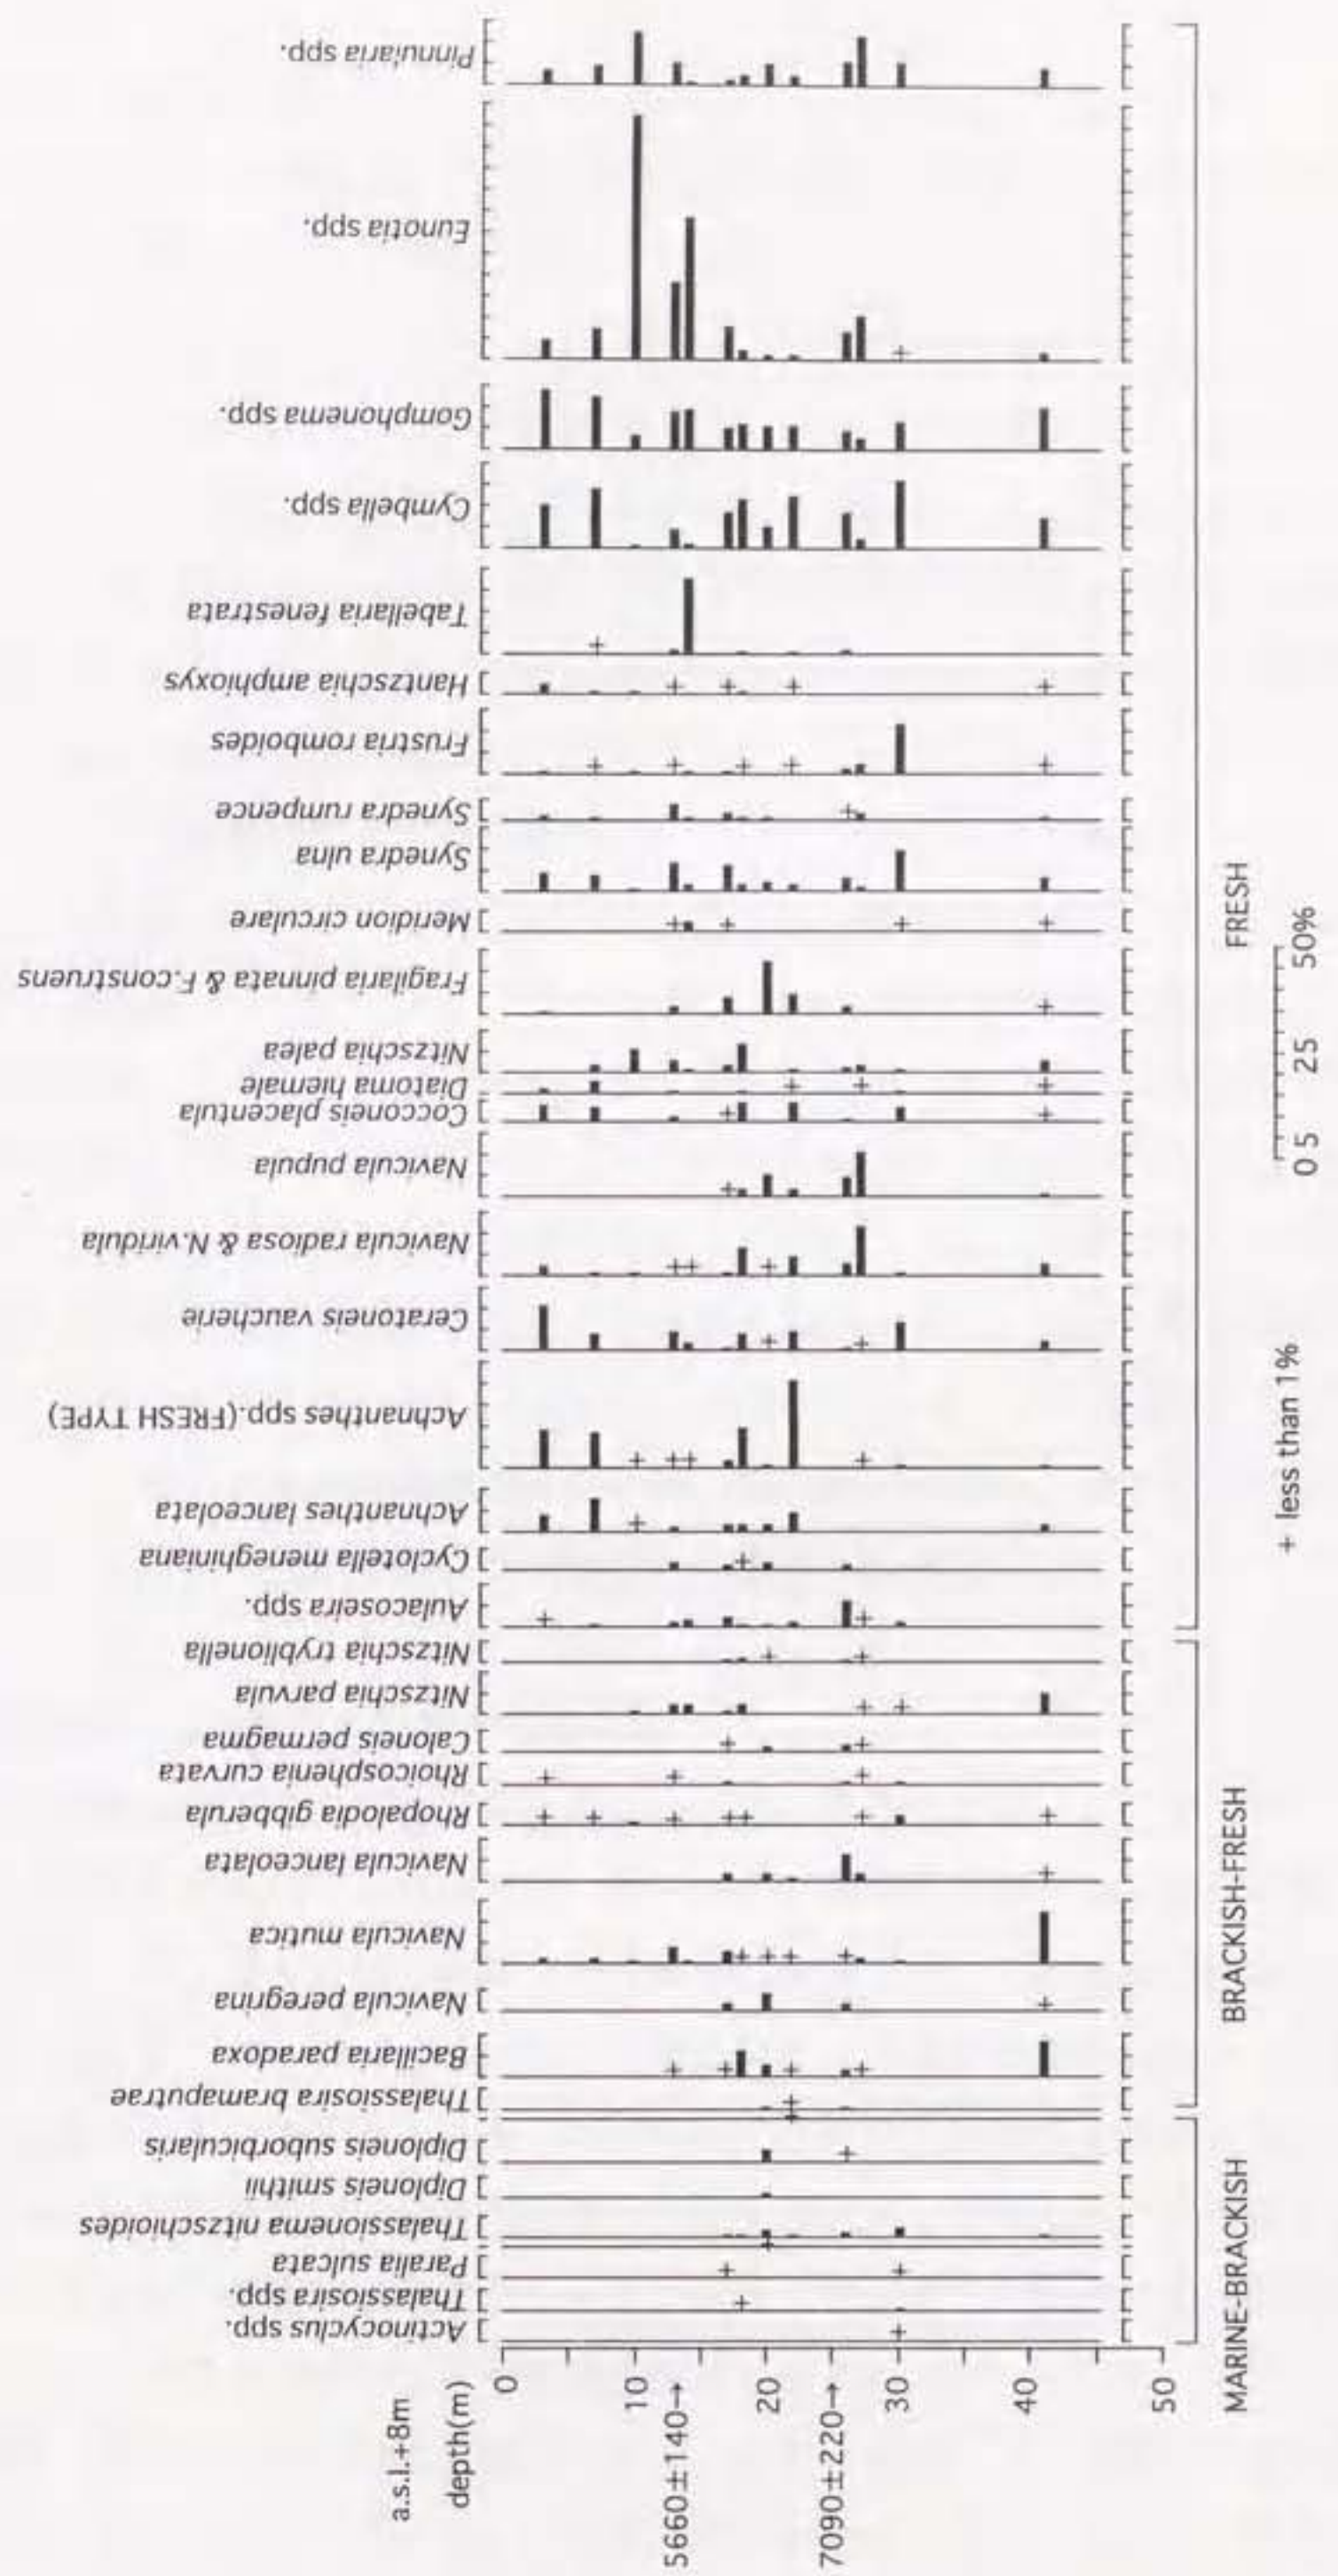 a.s.l.+8m
depth(m)
0
10
20
30
40
50
5660±140→
7090±220→
Actinocyclus spp.
Thalassiosira spp.
Paralia sulcata
Thalassionema nitzschioides
Diploneis smithii
Diploneis suborbicularis
Thalassiosira bramaputrae
Bacillaria paradoxa
Navicula peregrina
Navicula mutica
Navicula lanceolata
Rhopalodia gibberula
Rhoicosphenia curvata
Caloneis permagma
Nitzschia parvula
Nitzschia tryblionella
Aulacoseira spp.
Cyclotella meneghiniana
Achnanthes lanceolata
Achnanthes spp.(FRESH TYPE)
Ceratoneis vaucherie
Navicula radiosa & N.viridula
Navicula pupula
Cocconeis placentula
Diatoma hiemale
Nitzschia palea
Fragilaria pinnata & F.construens
Meridion circulare
Synedra ulna
Synedra rumpence
Frustria romboides
Hantzschia amphioxys
Tabellaria fenestrata
Cymbella spp.
Gomphonema spp.
Eunotia spp.
Pinnularia spp.
MARINE-BRACKISH
BRACKISH-FRESH
FRESH
+ less than 1%
0 5 25 50%